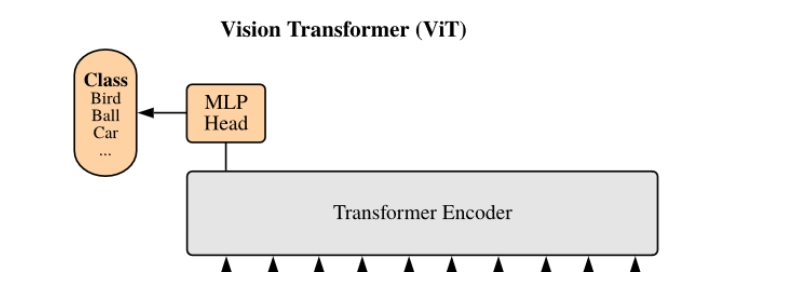 Vision Transformer (ViT)
Class
Bird
Ball
Car
...
MLP
Head
Transformer Encoder